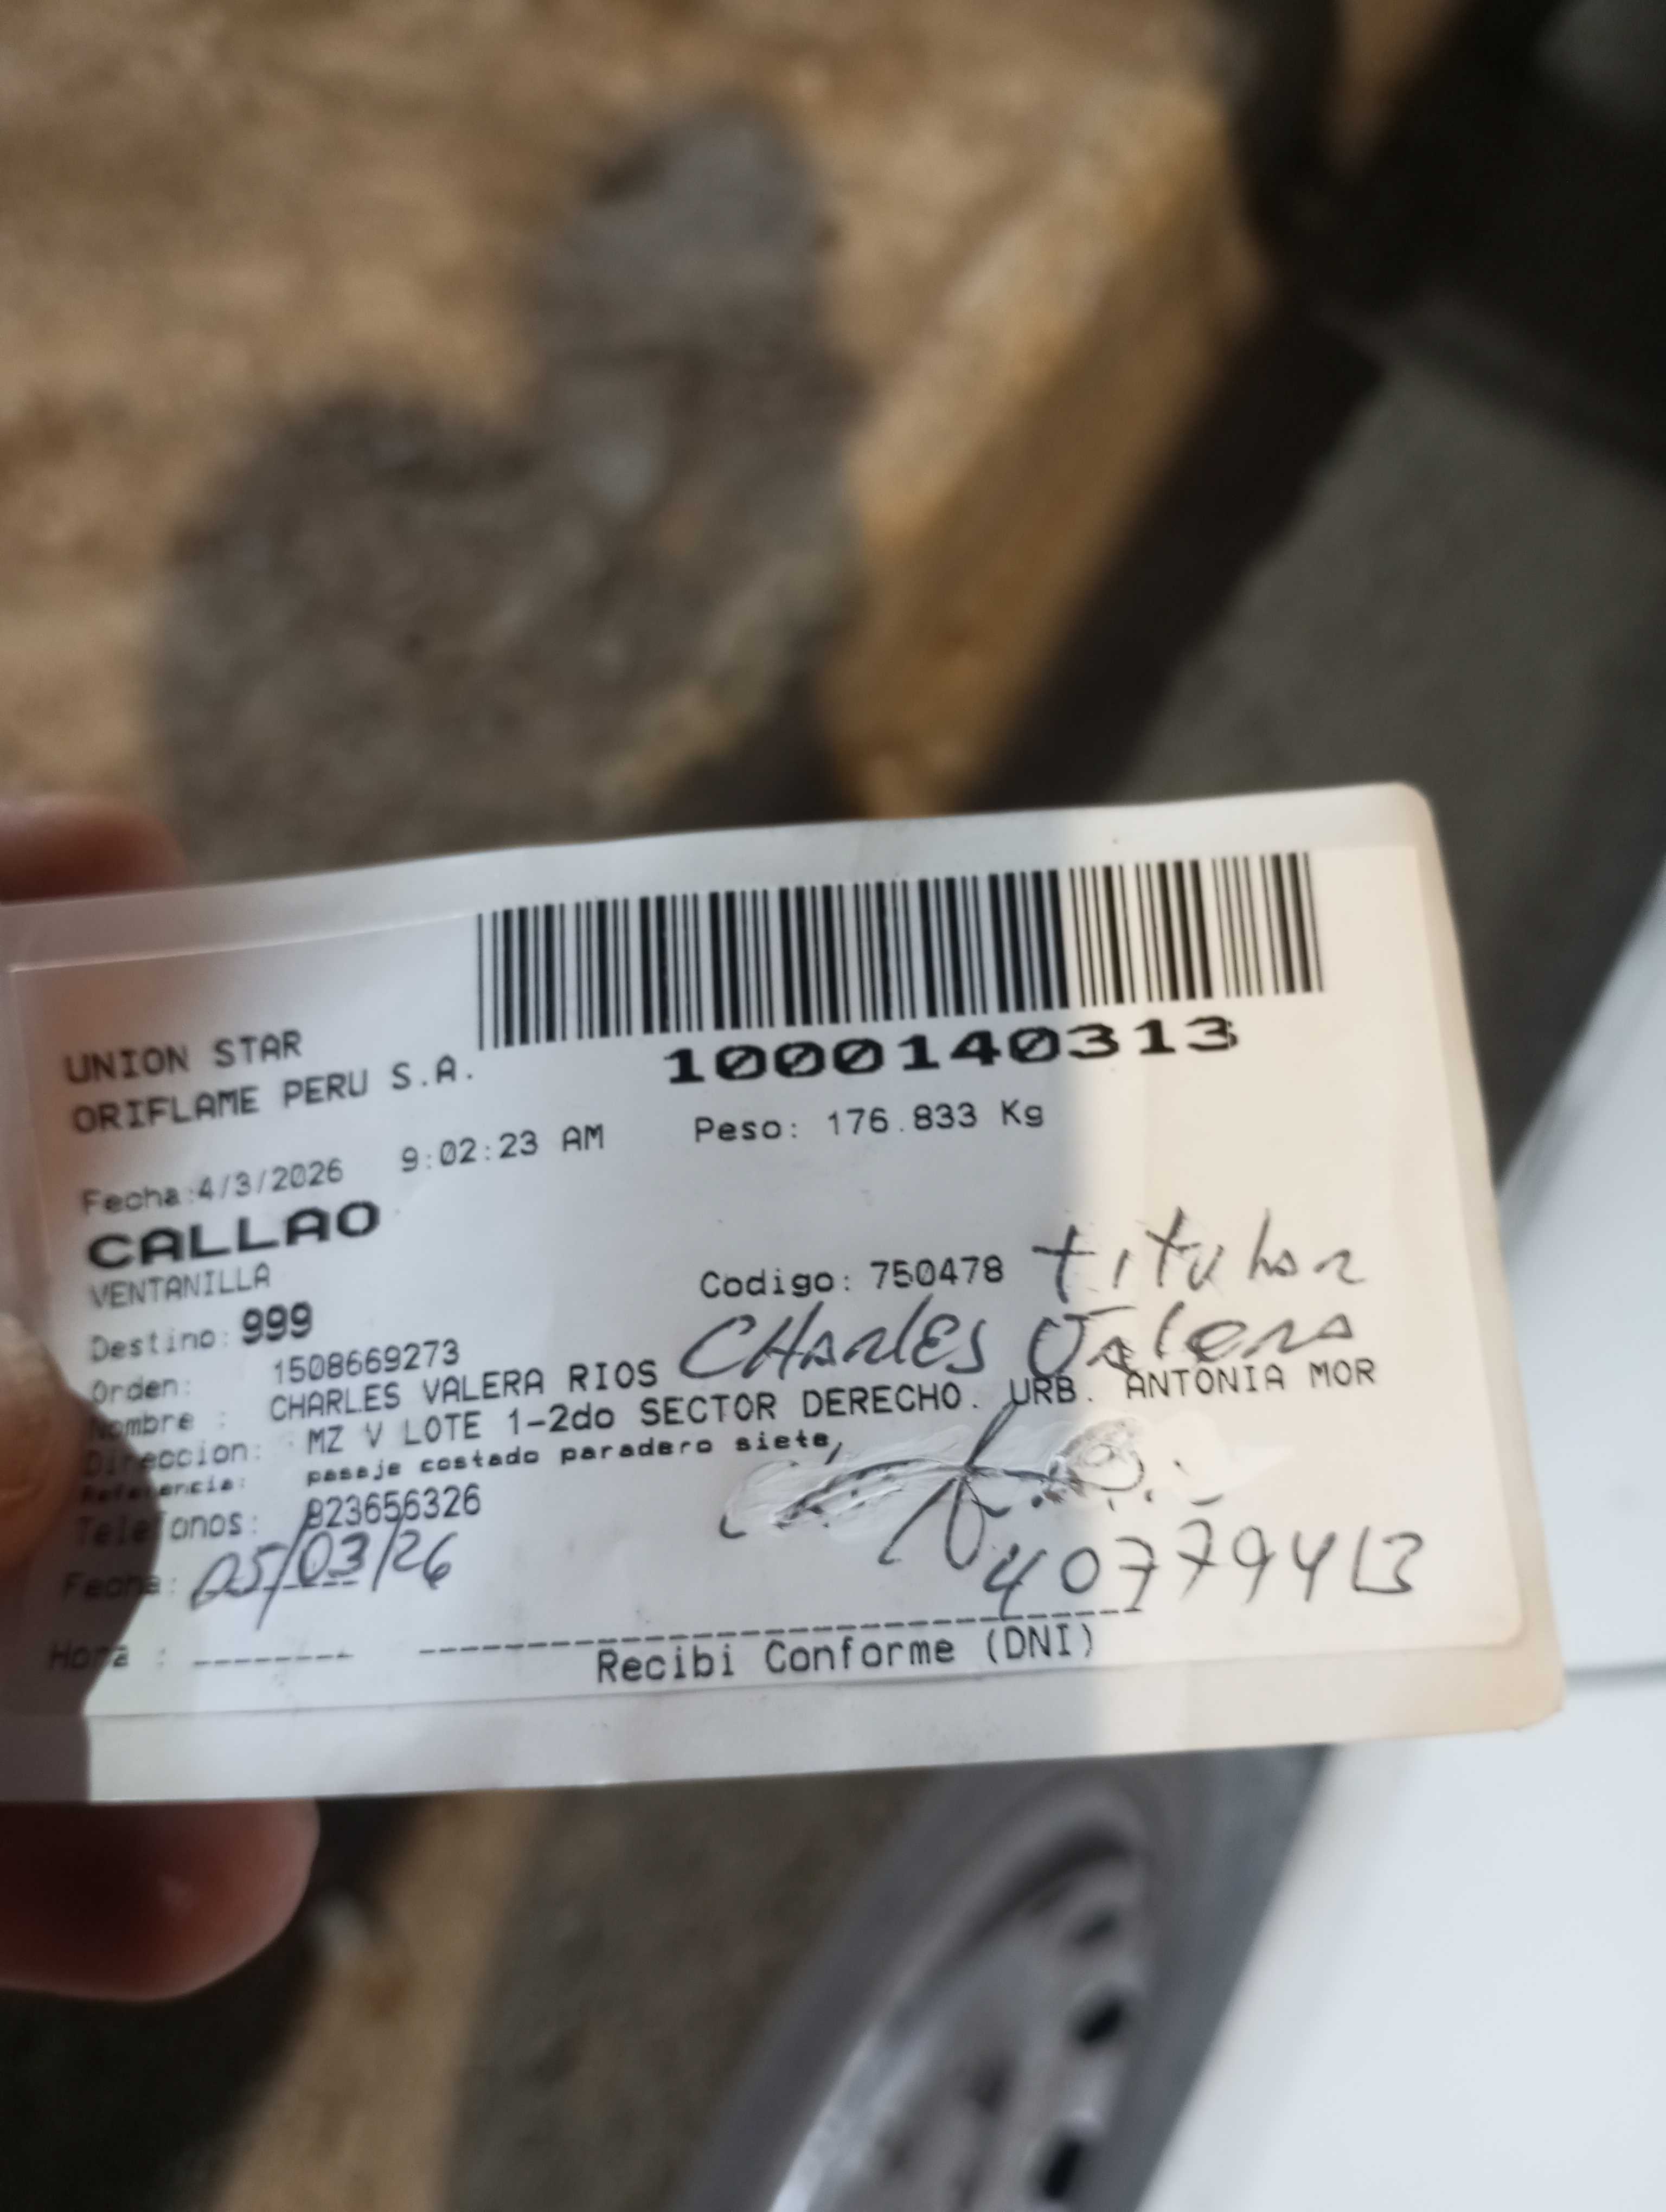 1000140313
UNION STAR
ORIFLAME PERU S.A.
Fecha:4/3/2026 9:02:23 AM Peso: 176.833 Kg
CALLAO
VENTANILLA
Codigo: 750478 titular
Destino: 999
Orden: 1508669273
Nombre : CHARLES VALERA RIOS CHArlES VAlera
Direccion: MZ V LOTE 1-2do SECTOR DERECHO. URB. ANTONIA MOR
Referencia: pasaje costado paradero siete,
Telefonos: 923656326
Fecha: 05/03/26 40779413
Hora :
Recibi Conforme (DNI)